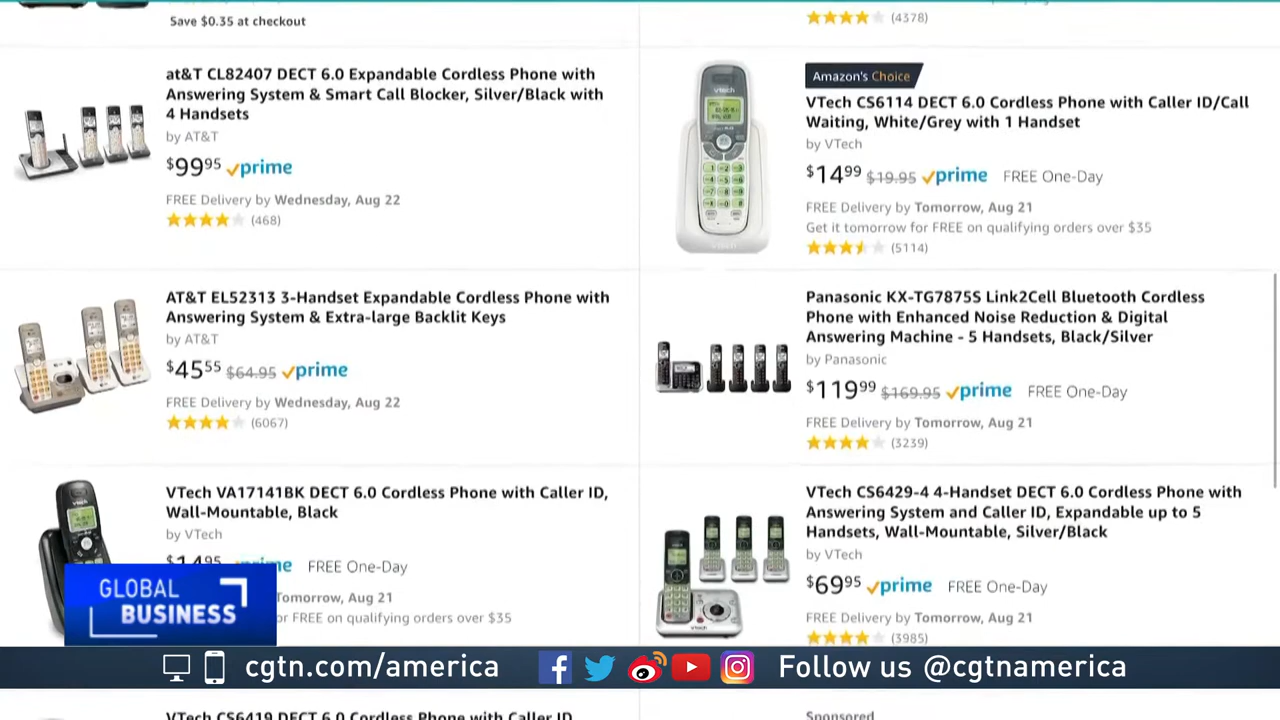 Save $0.35 at checkout
at&T CL82407 DECT 6.0 Expandable Cordless Phone with
Answering System & Smart Call Blocker, Silver/Black with
4 Handsets
by AT&T
$99 95 prime
FREE Delivery by Wednesday, Aug 22
(468)
AT&T EL52313 3-Handset Expandable Cordless Phone with
Answering System & Extra-large Backlit Keys
by AT&T
$45 55 $64.95 prime
FREE Delivery by Wednesday, Aug 22
(6067)
VTech VA17141BK DECT 6.0 Cordless Phone with Caller ID,
Wall-Mountable, Black
by VTech
$14 95 prime FREE One-Day
Tomorrow, Aug 21
or FREE on qualifying orders over $35
(4378)
Amazon's Choice
VTech CS6114 DECT 6.0 Cordless Phone with Caller ID/Call
Waiting, White/Grey with 1 Handset
by VTech
$14 99 $19.95 prime FREE One-Day
FREE Delivery by Tomorrow, Aug 21
Get it tomorrow for FREE on qualifying orders over $35
(5114)
Panasonic KX-TG7875S Link2Cell Bluetooth Cordless
Phone with Enhanced Noise Reduction & Digital
Answering Machine - 5 Handsets, Black/Silver
by Panasonic
$119 99 $169.95 prime FREE One-Day
FREE Delivery by Tomorrow, Aug 21
(3239)
VTech CS6429-4 4-Handset DECT 6.0 Cordless Phone with
Answering System and Caller ID, Expandable up to 5
Handsets, Wall-Mountable, Silver/Black
by VTech
$69 95 prime FREE One-Day
FREE Delivery by Tomorrow, Aug 21
(3985)
GLOBAL
BUSINESS
cgtn.com/america Follow us @cgtnamerica
VTech CS6419 DECT 6.0 Cordless Phone with Caller ID
Sponsored